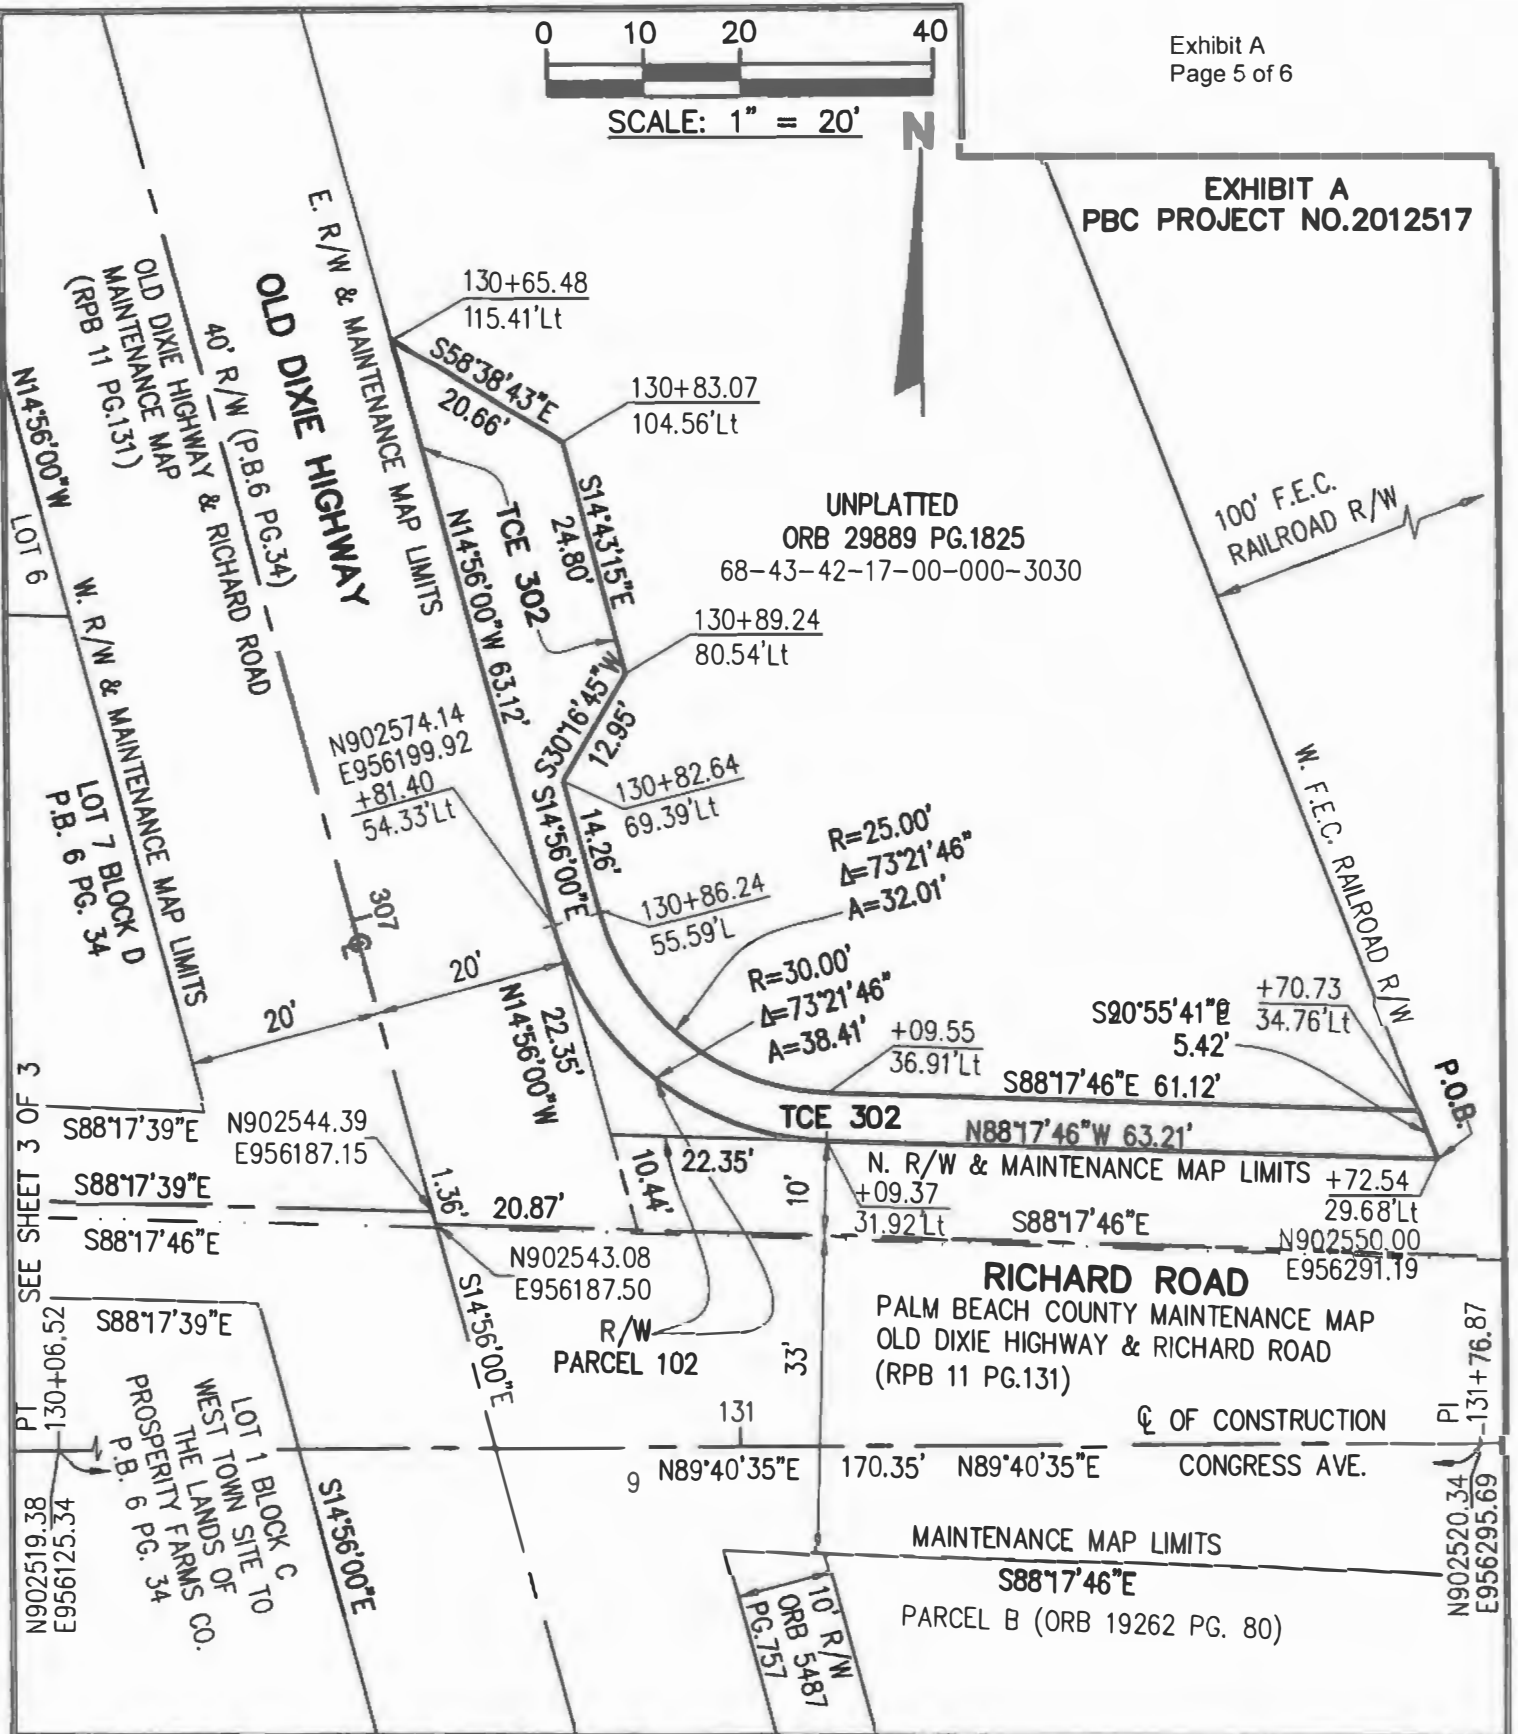 Exhibit A
Page 5 of 6
0 10 20 40
SCALE: 1" = 20'
N
EXHIBIT A
PBC PROJECT NO.2012517
E. R/W & MAINTENANCE MAP LIMITS
OLD DIXIE HIGHWAY
40' R/W (P.B.6 PG.34)
OLD DIXIE HIGHWAY & RICHARD ROAD
MAINTENANCE MAP
(RPB 11 PG.131)
N14°56'00"W
LOT 6
W. R/W & MAINTENANCE MAP LIMITS
LOT 7 BLOCK D
P.B. 6 PG. 34
130+65.48
115.41'Lt
S58°38'43"E
20.66'
130+83.07
104.56'Lt
S14°43'15"E
24.80'
TCE 302
N14°56'00"W 63.12'
UNPLATTED
ORB 29889 PG.1825
68-43-42-17-00-000-3030
100' F.E.C.
RAILROAD R/W
W. F.E.C. RAILROAD R/W
130+89.24
80.54'Lt
S30°16'45"W
12.95'
N902574.14
E956199.92
+81.40
54.33'Lt
130+82.64
69.39'Lt
S14°56'00"E
14.26'
130+86.24
55.59'L
R=25.00'
Δ=73°21'46"
A=32.01'
R=30.00'
Δ=73°21'46"
A=38.41'
307
20'
20'
22.35'
N14°56'00"W
+09.55
36.91'Lt
5.42'
+70.73
34.76'Lt
P.O.B.
S88°17'46"E 61.12'
TCE 302
N88°17'46"W 63.21'
N. R/W & MAINTENANCE MAP LIMITS
SEE SHEET 3 OF 3
S88°17'39"E
N902544.39
E956187.15
S88°17'39"E
1.36'
20.87'
10.44'
22.35'
10'
+09.37
31.92'Lt
S88°17'46"E
+72.54
29.68'Lt
N902550.00
E956291.19
S88°17'46"E
N902543.08
E956187.50
S14°56'00"E
R/W
PARCEL 102
33'
RICHARD ROAD
PALM BEACH COUNTY MAINTENANCE MAP
OLD DIXIE HIGHWAY & RICHARD ROAD
(RPB 11 PG.131)
S88°17'39"E
PT
130+06.52
N902519.38
E956125.34
LOT 1 BLOCK C
WEST TOWN SITE TO
THE LANDS OF
PROSPERITY FARMS CO.
P.B. 6 PG. 34
S14°56'00"E
131
9
N89°40'35"E 170.35' N89°40'35"E
℄ OF CONSTRUCTION
CONGRESS AVE.
PI
131+76.87
N902520.34
E956295.69
MAINTENANCE MAP LIMITS
S88°17'46"E
PARCEL B (ORB 19262 PG. 80)
10' R/W
ORB 5487
PG.757